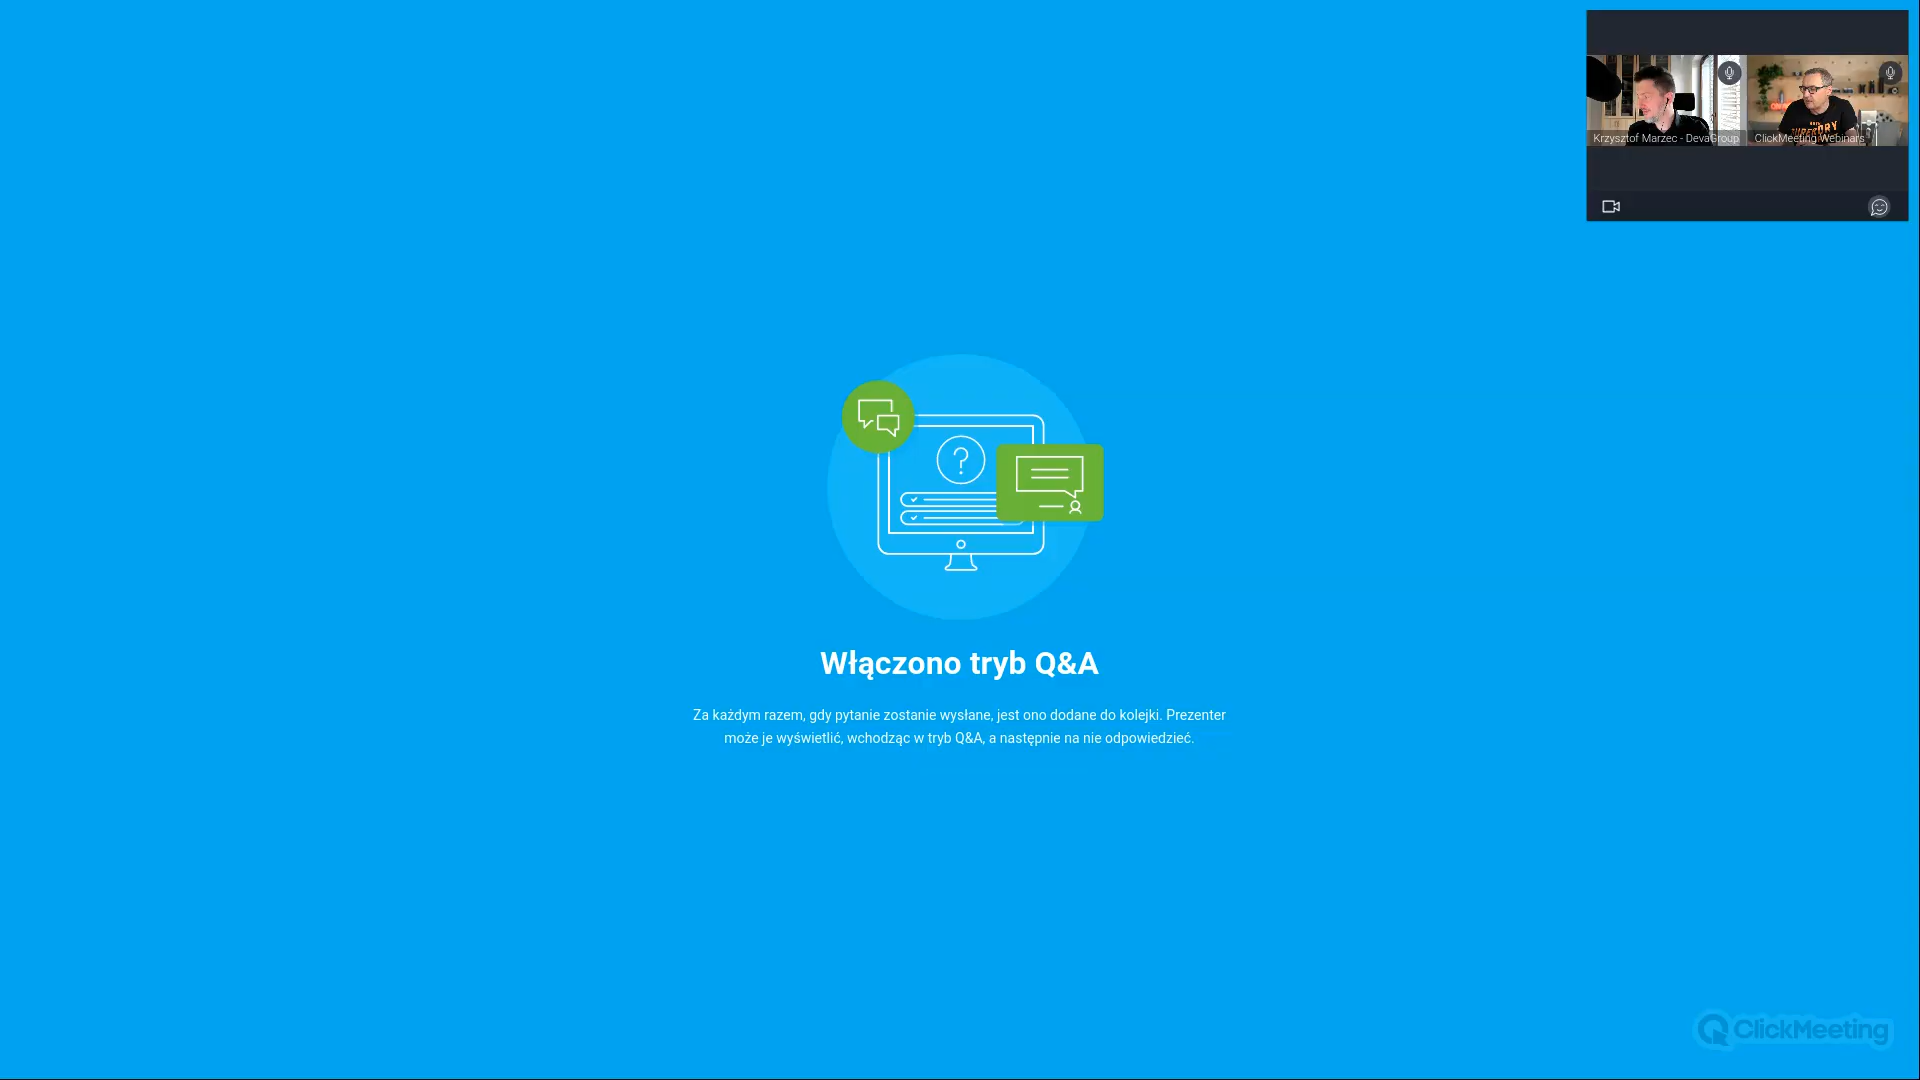 Krzysztof Marzec - DevaGroup
ClickMeeting Webinars
Włączono tryb Q&A
Za każdym razem, gdy pytanie zostanie wysłane, jest ono dodane do kolejki. Prezenter
może je wyświetlić, wchodząc w tryb Q&A, a następnie na nie odpowiedzieć.
ClickMeeting